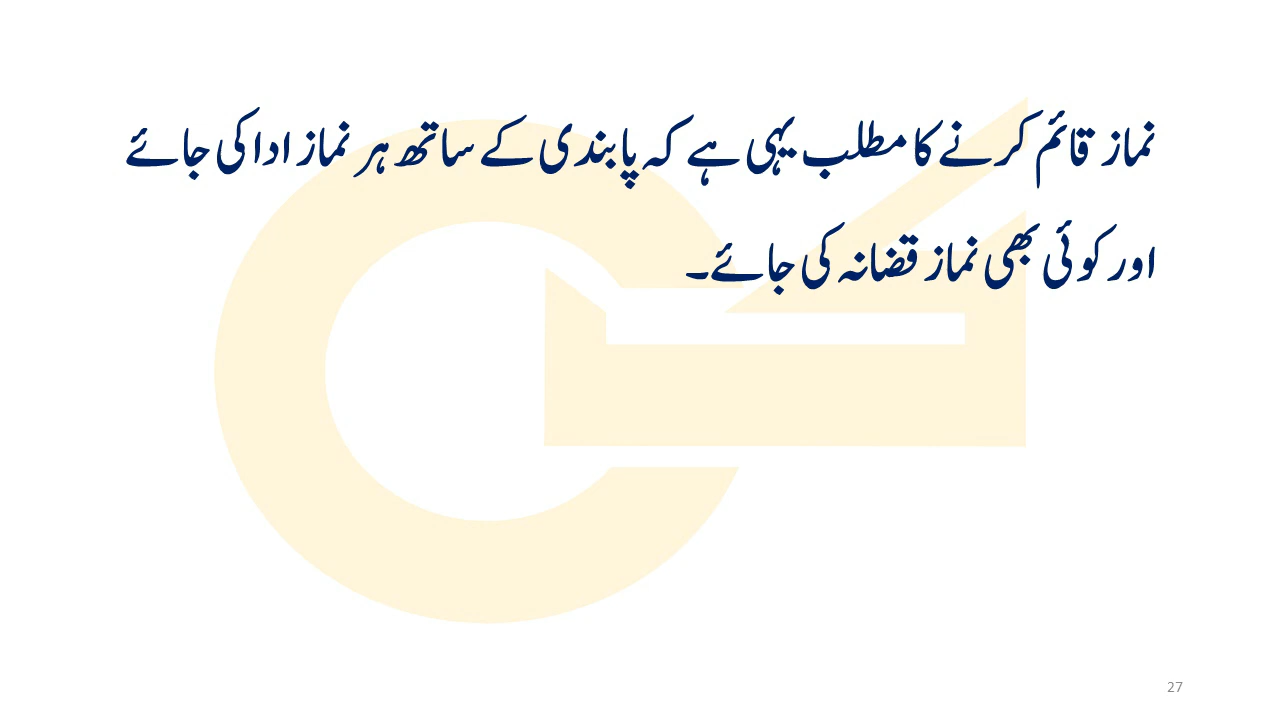 نماز قائم کرنے کا مطلب یہی ہے کہ پابندی کے ساتھ ہر نماز ادا کی جائے
اور کوئی بھی نماز قضا نہ کی جائے۔
27